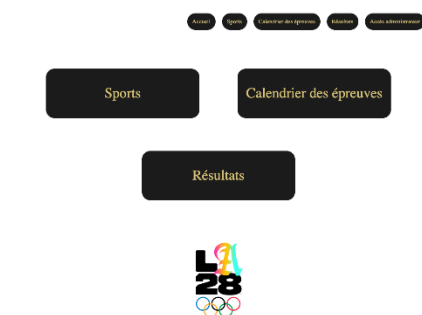 Accueil
Sports
Calendrier des épreuves
Résultats
Accès administrateur
Sports
Calendrier des épreuves
Résultats
LA
28